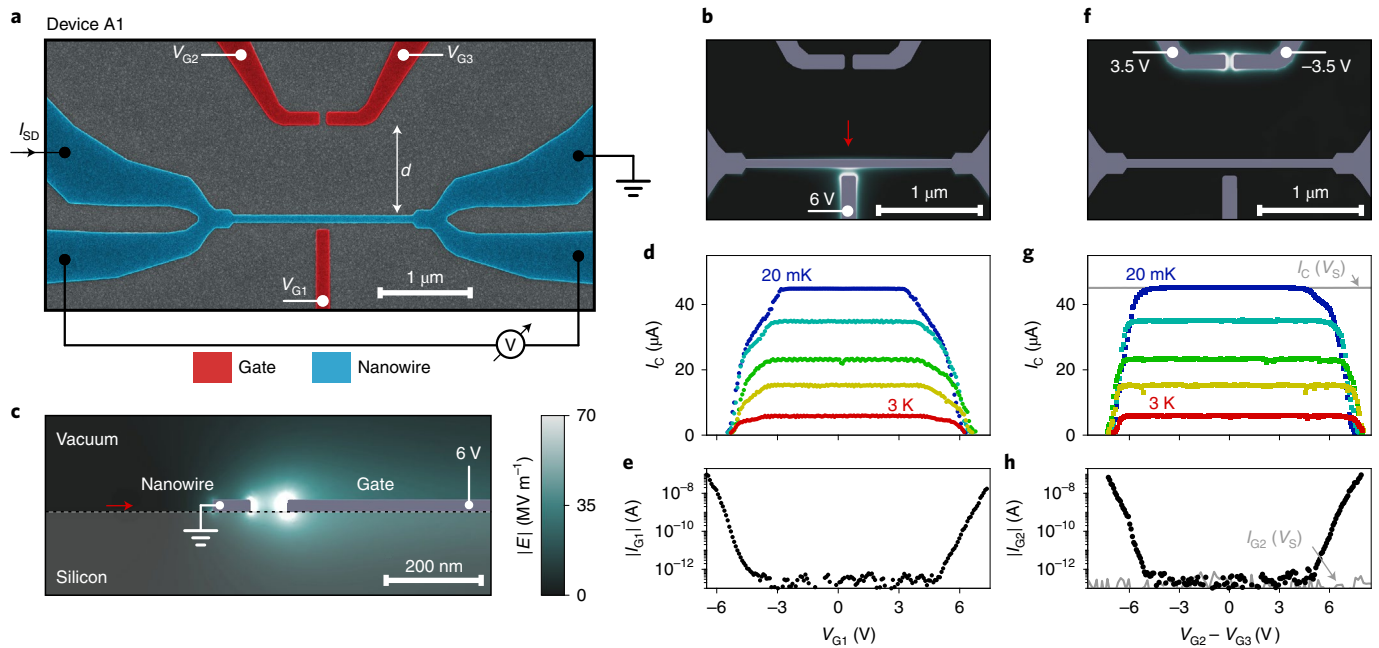 a
Device A1
V_G2
V_G3
I_SD
d
V_G1
1 μm
V
Gate
Nanowire
b
6 V
1 μm
f
3.5 V
–3.5 V
1 μm
c
Vacuum
Nanowire
Gate
6 V
Silicon
200 nm
70
35
0
|E| (MV m⁻¹)
d
20 mK
3 K
40
20
0
I_C (μA)
g
20 mK
I_C (V_S)
3 K
40
20
0
I_C (μA)
e
10⁻⁸
10⁻¹⁰
10⁻¹²
|I_G1| (A)
–6 –3 0 3 6
V_G1 (V)
h
10⁻⁸
10⁻¹⁰
10⁻¹²
|I_G2| (A)
I_G2 (V_S)
–6 –3 0 3 6
V_G2 – V_G3 (V)